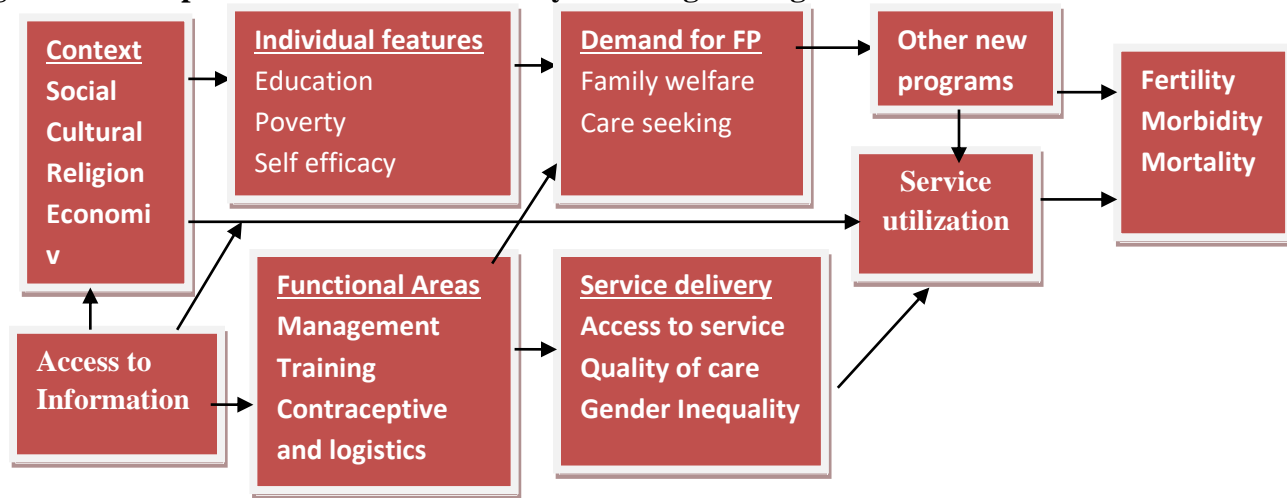 Context
Social
Cultural
Religion
Economi
v
Individual features
Education
Poverty
Self efficacy
Demand for FP
Family welfare
Care seeking
Other new
programs
Fertility
Morbidity
Mortality
Service
utilization
Access to
Information
Functional Areas
Management
Training
Contraceptive
and logistics
Service delivery
Access to service
Quality of care
Gender Inequality